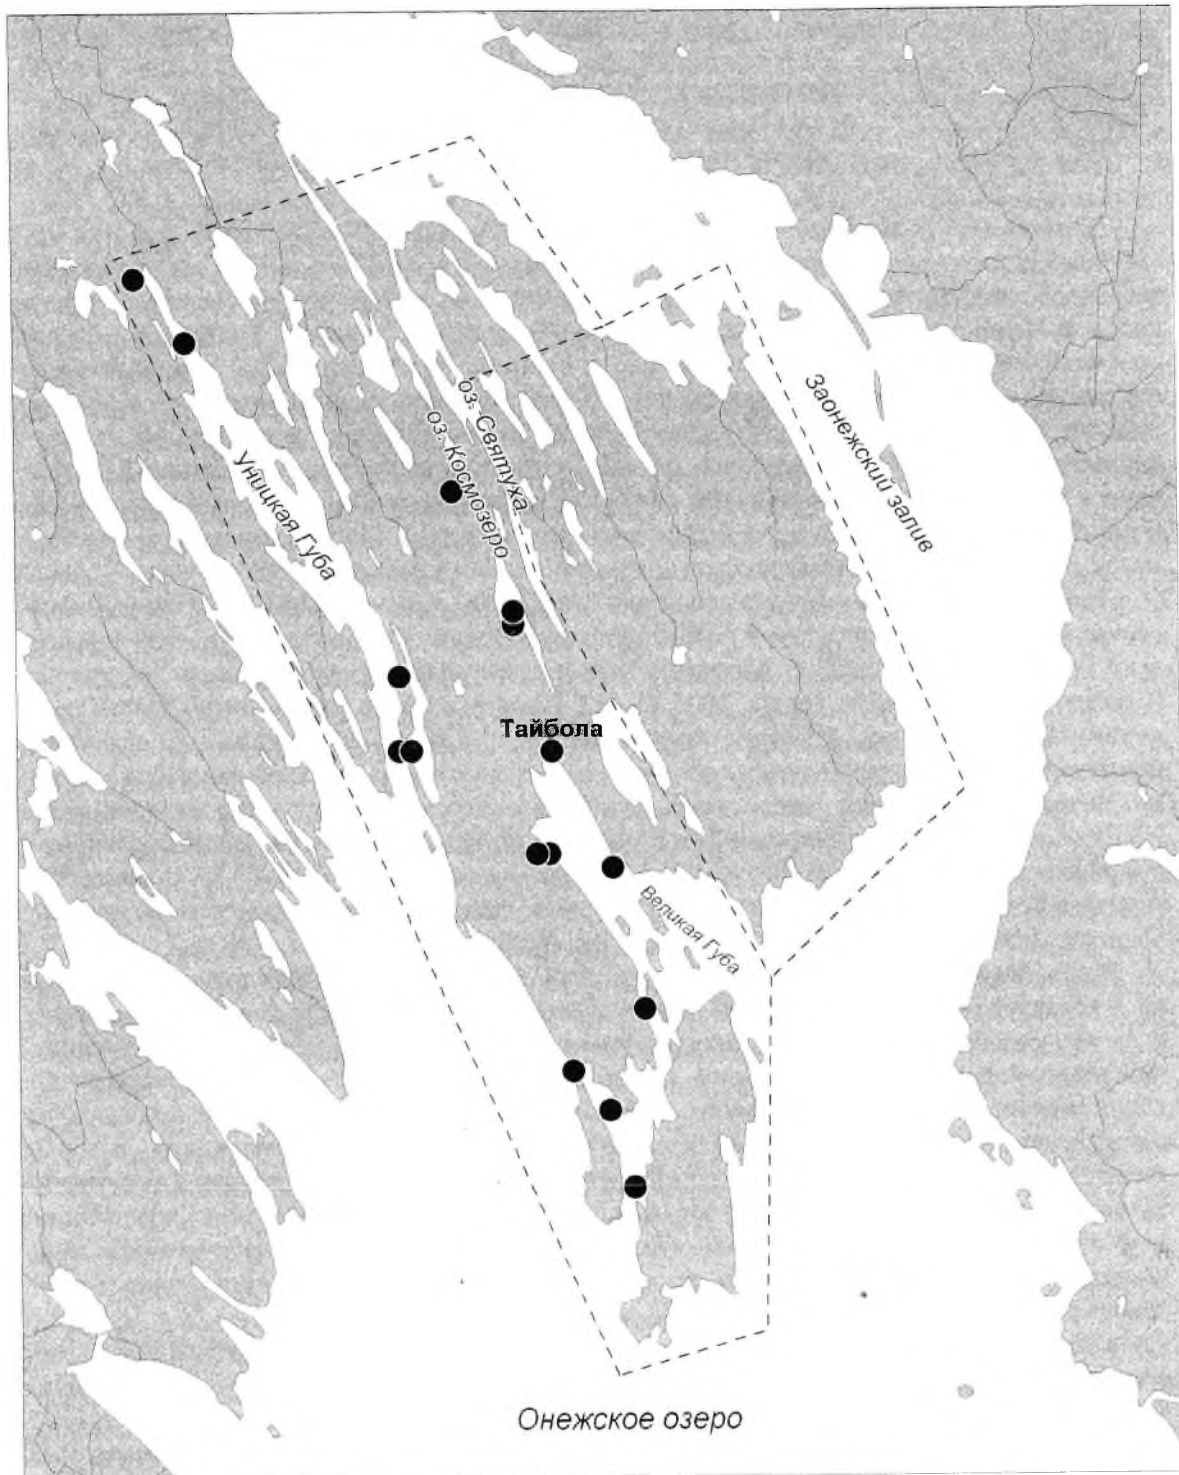 Заонежский залив
оз. Святуха
оз. Космозеро
Уницкая Губа
Тайбола
Великая Губа
Онежское озеро